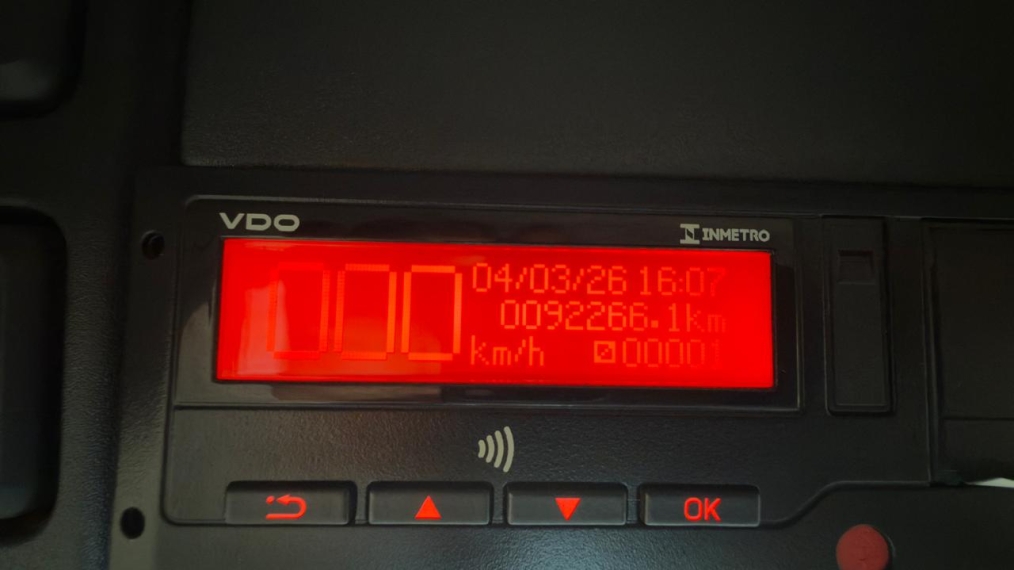 VDO
INMETRO
000
04/03/26 16:07
0092266.1km
km/h 00001
OK